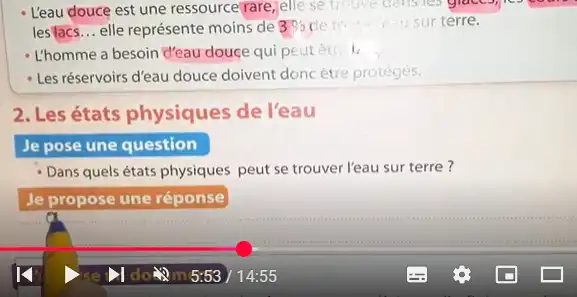 • L'eau douce est une ressource rare, elle se trouve dans les glaces, les
les lacs... elle représente moins de 3 % de sur terre.
• L'homme a besoin d'eau douce qui peut
• Les réservoirs d'eau douce doivent donc être protégés.
2. Les états physiques de l'eau
Je pose une question
• Dans quels états physiques peut se trouver l'eau sur terre ?
Je propose une réponse
5:53 / 14:55